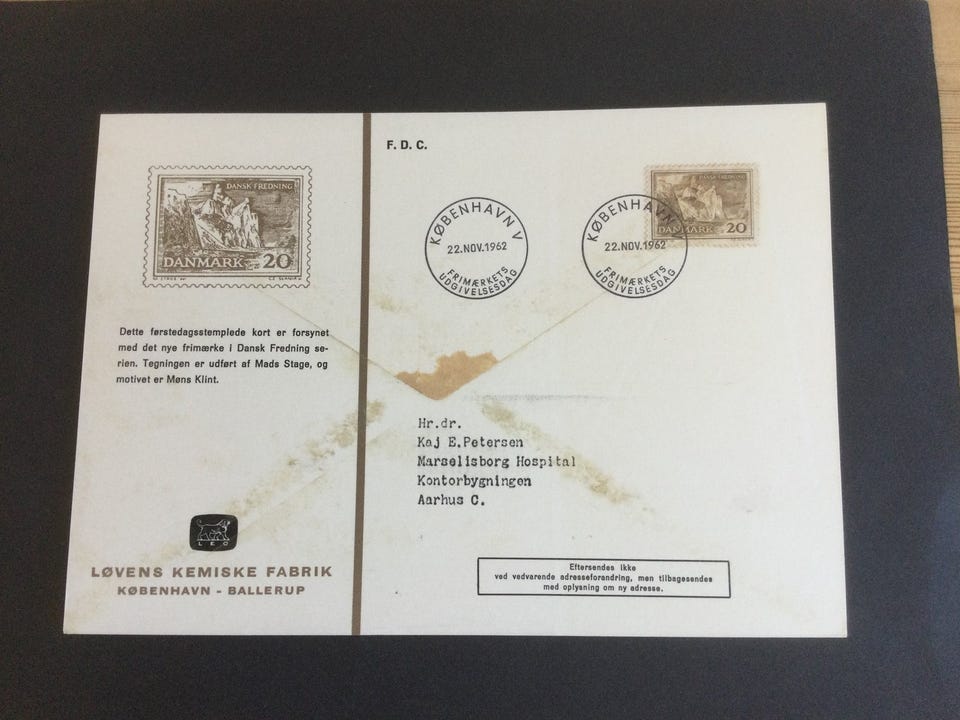 F. D. C.
DANSK FREDNING
DANMARK 20
Dette førstedagsstemplede kort er forsynet
med det nye frimærke i Dansk Fredning se-
rien. Tegningen er udført af Mads Stage, og
motivet er Møns Klint.
LEO
LØVENS KEMISKE FABRIK
KØBENHAVN - BALLERUP
KØBENHAVN V
22.NOV.1962
FRIMÆRKETS
UDGIVELSESDAG
KØBENHAVN
22.NOV.1962
FRIMÆRKETS
UDGIVELSESDAG
DANSK FREDNING
DANMARK 20
Hr.dr.
Kaj E.Petersen
Marselisborg Hospital
Kontorbygningen
Aarhus C.
Eftersendes ikke
ved vedvarende adresseforandring, men tilbagesendes
med oplysning om ny adresse.